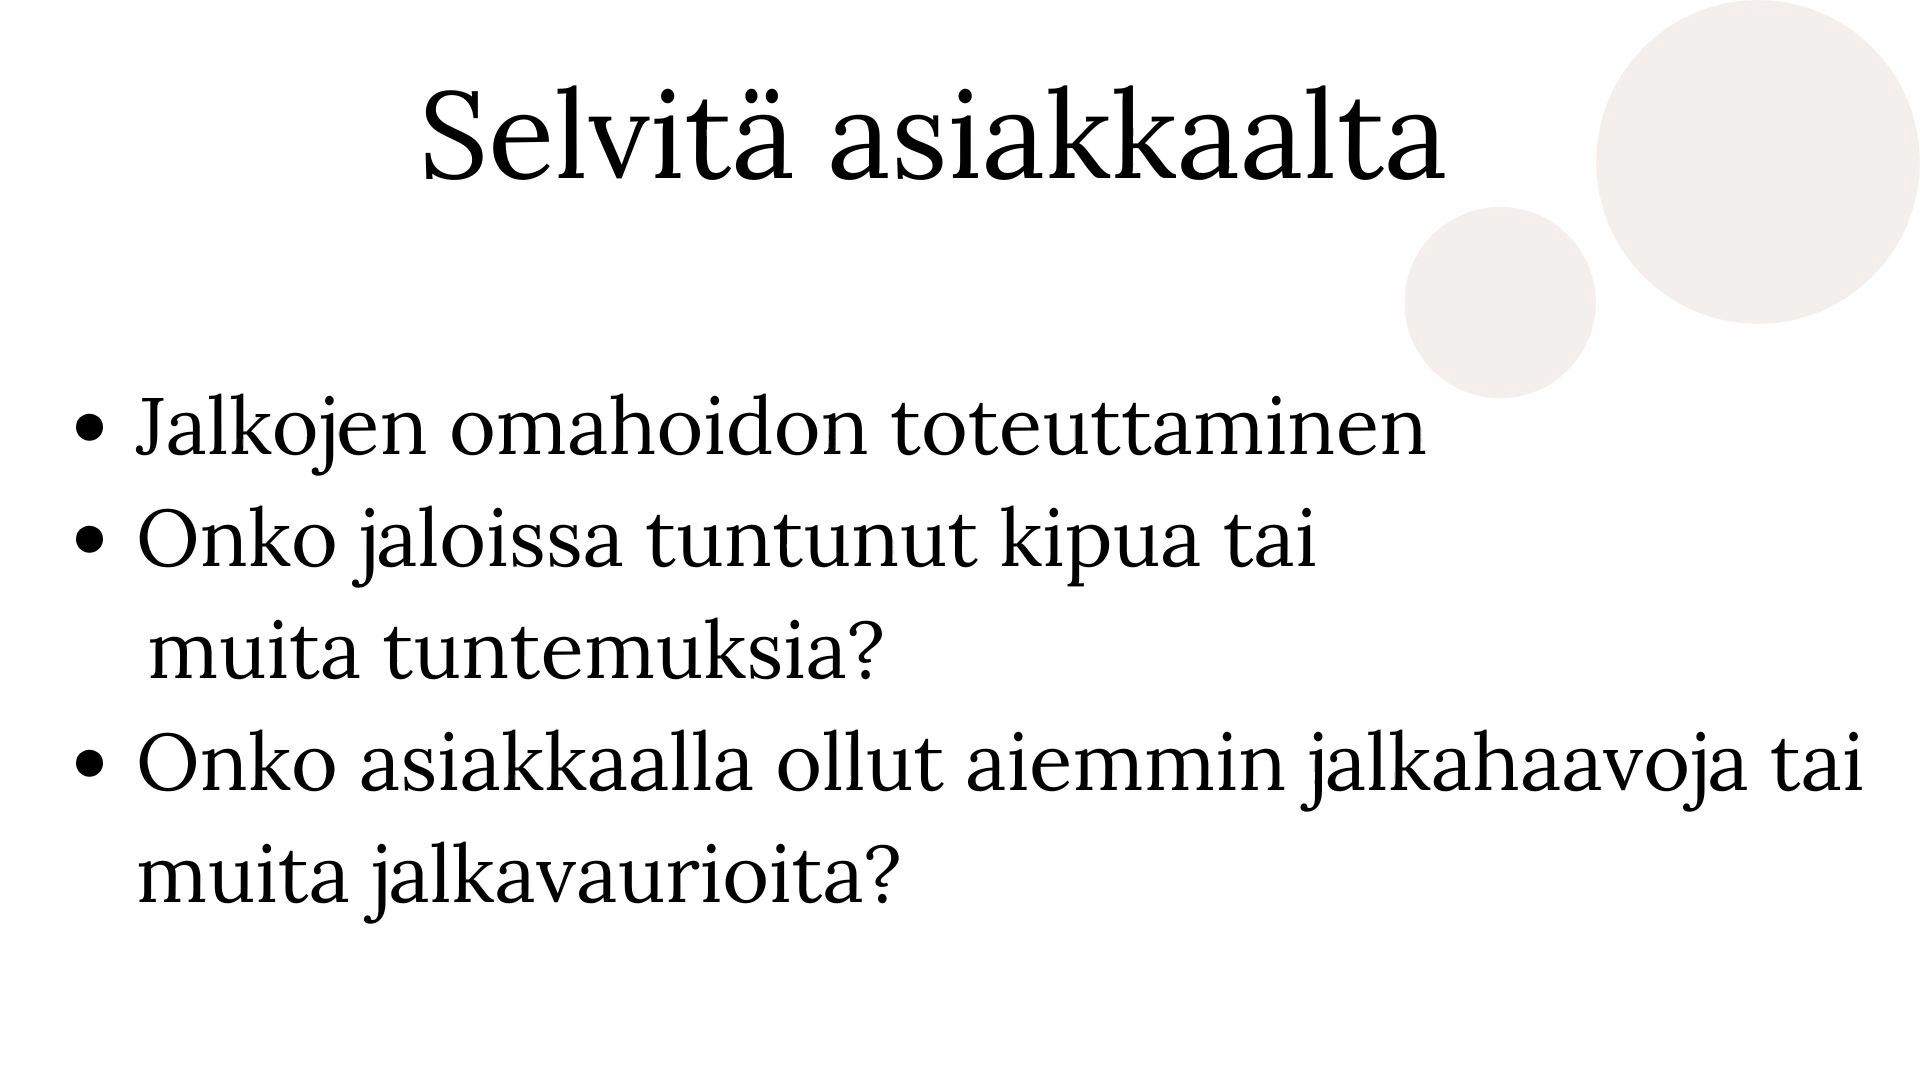 Selvitä asiakkaalta
• Jalkojen omahoidon toteuttaminen
• Onko jaloissa tuntunut kipua tai
muita tuntemuksia?
• Onko asiakkaalla ollut aiemmin jalkahaavoja tai
muita jalkavaurioita?